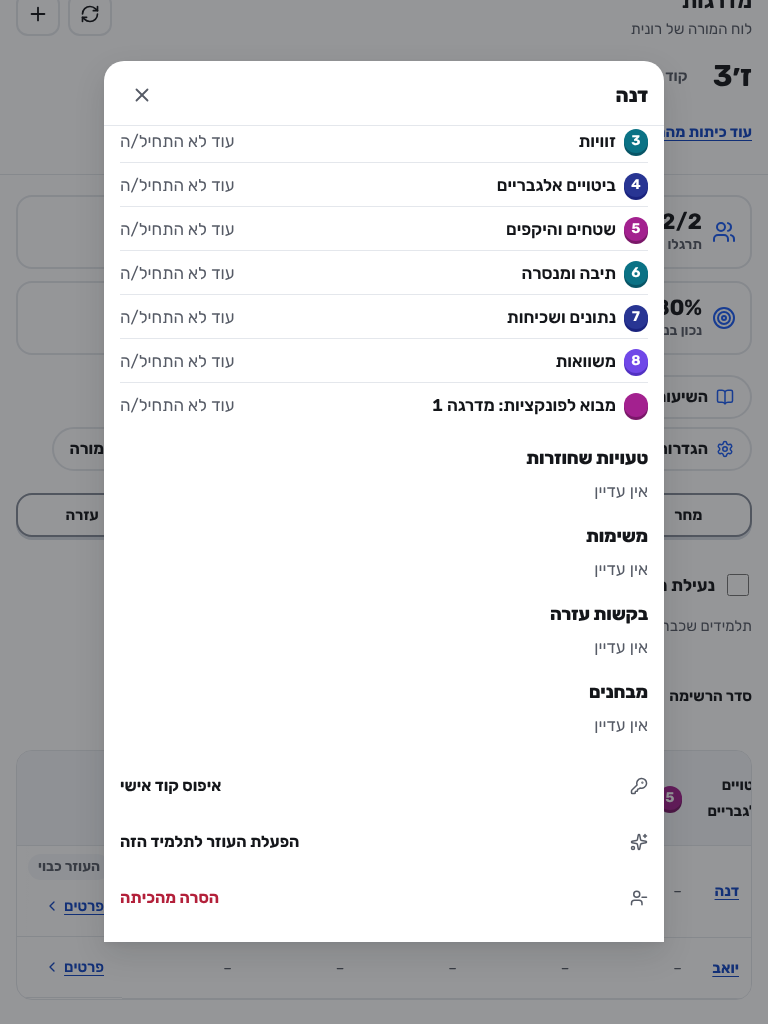 מדרגות
לוח המורה של רונית
ז׳3
קוד
עוד כיתות
2/2
תרגלו
80%
נכון
הגדרות
מורה
מחר
עזרה
נעילת
תלמידים שכבר
סדר הרשימה
5
העוזר כבוי
דנה
–
פרטים
יואב
–
–
–
–
–
פרטים
דנה
3
זוויות
עוד לא התחיל/ה
4
ביטויים אלגבריים
עוד לא התחיל/ה
5
שטחים והיקפים
עוד לא התחיל/ה
6
תיבה ומנסרה
עוד לא התחיל/ה
7
נתונים ושכיחות
עוד לא התחיל/ה
8
משוואות
עוד לא התחיל/ה
מבוא לפונקציות: מדרגה 1
עוד לא התחיל/ה
טעויות שחוזרות
אין עדיין
משימות
אין עדיין
בקשות עזרה
אין עדיין
מבחנים
אין עדיין
איפוס קוד אישי
הפעלת העוזר לתלמיד הזה
הסרה מהכיתה